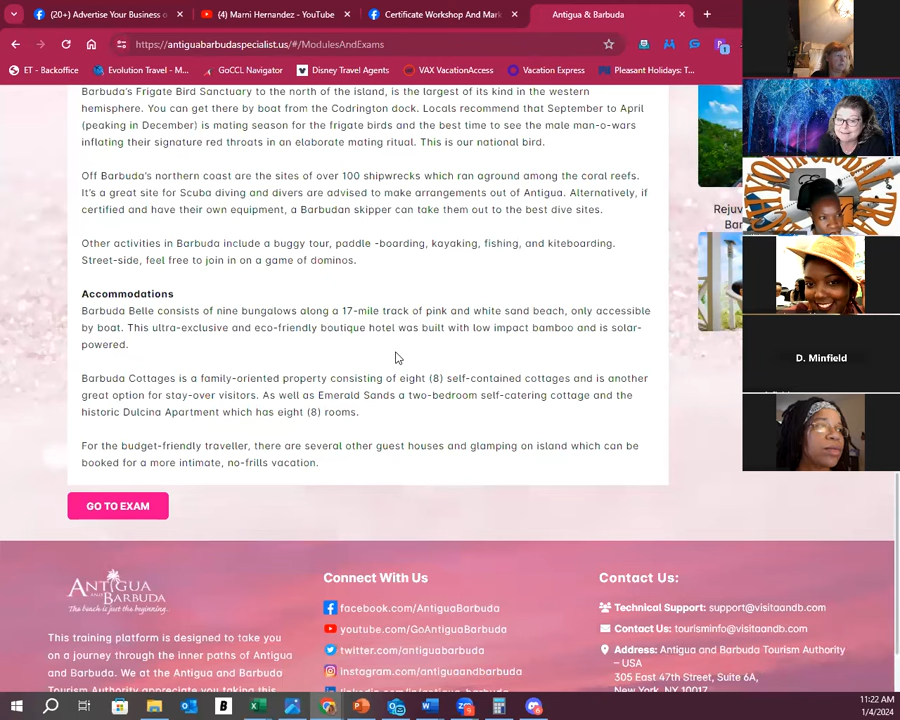 (20+) Advertise Your Business o
(4) Marni Hernandez - YouTube
Certificate Workshop And Mark
Antigua & Barbuda
https://antiguabarbudaspecialist.us/#/ModulesAndExams
ET - Backoffice
Evolution Travel - M...
GoCCL Navigator
Disney Travel Agents
VAX VacationAccess
Vacation Express
Pleasant Holidays: T...
Barbuda's Frigate Bird Sanctuary to the north of the island, is the largest of its kind in the western
hemisphere. You can get there by boat from the Codrington dock. Locals recommend that September to April
(peaking in December) is mating season for the frigate birds and the best time to see the male man-o-wars
inflating their signature red throats in an elaborate mating ritual. This is our national bird.
Off Barbuda's northern coast are the sites of over 100 shipwrecks which ran aground among the coral reefs.
It's a great site for Scuba diving and divers are advised to make arrangements out of Antigua. Alternatively, if
certified and have their own equipment, a Barbudan skipper can take them out to the best dive sites.
Other activities in Barbuda include a buggy tour, paddle -boarding, kayaking, fishing, and kiteboarding.
Street-side, feel free to join in on a game of dominos.
Accommodations
Barbuda Belle consists of nine bungalows along a 17-mile track of pink and white sand beach, only accessible
by boat. This ultra-exclusive and eco-friendly boutique hotel was built with low impact bamboo and is solar-
powered.
Barbuda Cottages is a family-oriented property consisting of eight (8) self-contained cottages and is another
great option for stay-over visitors. As well as Emerald Sands a two-bedroom self-catering cottage and the
historic Dulcina Apartment which has eight (8) rooms.
For the budget-friendly traveller, there are several other guest houses and glamping on island which can be
booked for a more intimate, no-frills vacation.
GO TO EXAM
Rejuv
Bar
D. Minfield
ANTIGUA
AND BARBUDA
The beach is just the beginning.
This training platform is designed to take you
on a journey through the inner paths of Antigua
and Barbuda. We at the Antigua and Barbuda
Tourism Authority appreciate you taking this
Connect With Us
facebook.com/AntiguaBarbuda
youtube.com/GoAntiguaBarbuda
twitter.com/antiguabarbuda
instagram.com/antiguaandbarbuda
Contact Us:
Technical Support: support@visitaandb.com
Contact Us: tourisminfo@visitaandb.com
Address: Antigua and Barbuda Tourism Authority
– USA
305 East 47th Street, Suite 6A,
New York, NY 10017
11:22 AM
1/4/2024